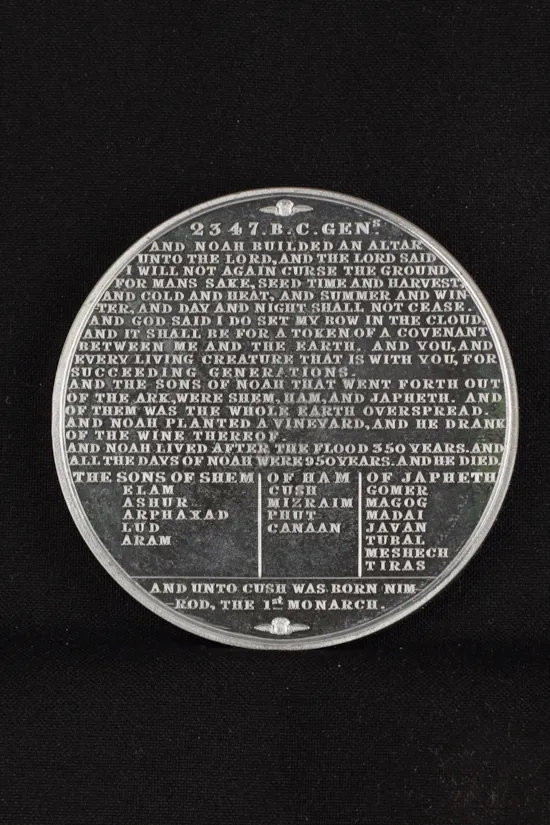 2347. B.C. GENS
AND NOAH BUILDED AN ALTAR
UNTO THE LORD, AND THE LORD SAID
I WILL NOT AGAIN CURSE THE GROUND
FOR MANS SAKE, SEED TIME AND HARVEST,
AND COLD AND HEAT, AND SUMMER AND WIN-
TER, AND DAY AND NIGHT SHALL NOT CEASE.
AND GOD SAID I DO SET MY BOW IN THE CLOUD
AND IT SHALL BE FOR A TOKEN OF A COVENANT
BETWEEN ME AND THE EARTH. AND YOU, AND
EVERY LIVING CREATURE THAT IS WITH YOU, FOR
SUCCEEDING GENERATIONS.
AND THE SONS OF NOAH THAT WENT FORTH OUT
OF THE ARK, WERE SHEM, HAM, AND JAPHETH. AND
OF THEM WAS THE WHOLE EARTH OVERSPREAD.
AND NOAH PLANTED A VINEYARD, AND HE DRANK
OF THE WINE THEREOF.
AND NOAH LIVED AFTER THE FLOOD 350 YEARS. AND
ALL THE DAYS OF NOAH WERE 950 YEARS. AND HE DIED
THE SONS OF SHEM
ELAM
ASHUR
ARPHAXAD
LUD
ARAM
OF HAM
CUSH
MIZRAIM
PHUT
CANAAN
OF JAPHETH
GOMER
MAGOG
MADAI
JAVAN
TUBAL
MESHECH
TIRAS
AND UNTO CUSH WAS BORN NIM-
ROD, THE 1st MONARCH.